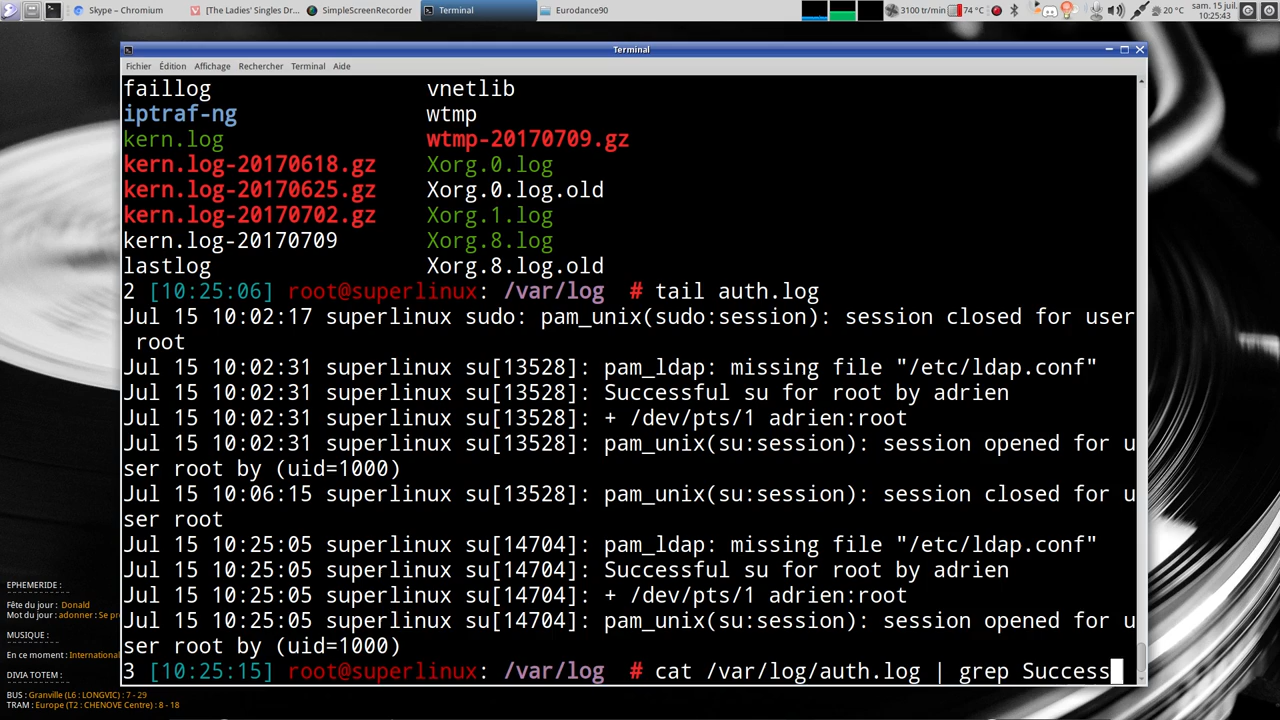 Skype – Chromium
[The Ladies' Singles Dr...
SimpleScreenRecorder
Terminal
Eurodance90
3100 tr/min
74 °C
20 °C
sam. 15 juil.
10:25:43
Terminal
Fichier Édition Affichage Rechercher Terminal Aide
faillog vnetlib
iptraf-ng wtmp
kern.log wtmp-20170709.gz
kern.log-20170618.gz Xorg.0.log
kern.log-20170625.gz Xorg.0.log.old
kern.log-20170702.gz Xorg.1.log
kern.log-20170709 Xorg.8.log
lastlog Xorg.8.log.old
2 [10:25:06] root@superlinux: /var/log # tail auth.log
Jul 15 10:02:17 superlinux sudo: pam_unix(sudo:session): session closed for user
root
Jul 15 10:02:31 superlinux su[13528]: pam_ldap: missing file "/etc/ldap.conf"
Jul 15 10:02:31 superlinux su[13528]: Successful su for root by adrien
Jul 15 10:02:31 superlinux su[13528]: + /dev/pts/1 adrien:root
Jul 15 10:02:31 superlinux su[13528]: pam_unix(su:session): session opened for u
ser root by (uid=1000)
Jul 15 10:06:15 superlinux su[13528]: pam_unix(su:session): session closed for u
ser root
Jul 15 10:25:05 superlinux su[14704]: pam_ldap: missing file "/etc/ldap.conf"
Jul 15 10:25:05 superlinux su[14704]: Successful su for root by adrien
Jul 15 10:25:05 superlinux su[14704]: + /dev/pts/1 adrien:root
Jul 15 10:25:05 superlinux su[14704]: pam_unix(su:session): session opened for u
ser root by (uid=1000)
3 [10:25:15] root@superlinux: /var/log # cat /var/log/auth.log | grep Success
EPHEMERIDE :
Fête du jour : Donald
Mot du jour : adonner : Se pr
MUSIQUE :
En ce moment : International
DIVIA TOTEM :
BUS : Granville (L6 : LONGVIC) : 7 - 29
TRAM : Europe (T2 : CHENOVE Centre) : 8 - 18